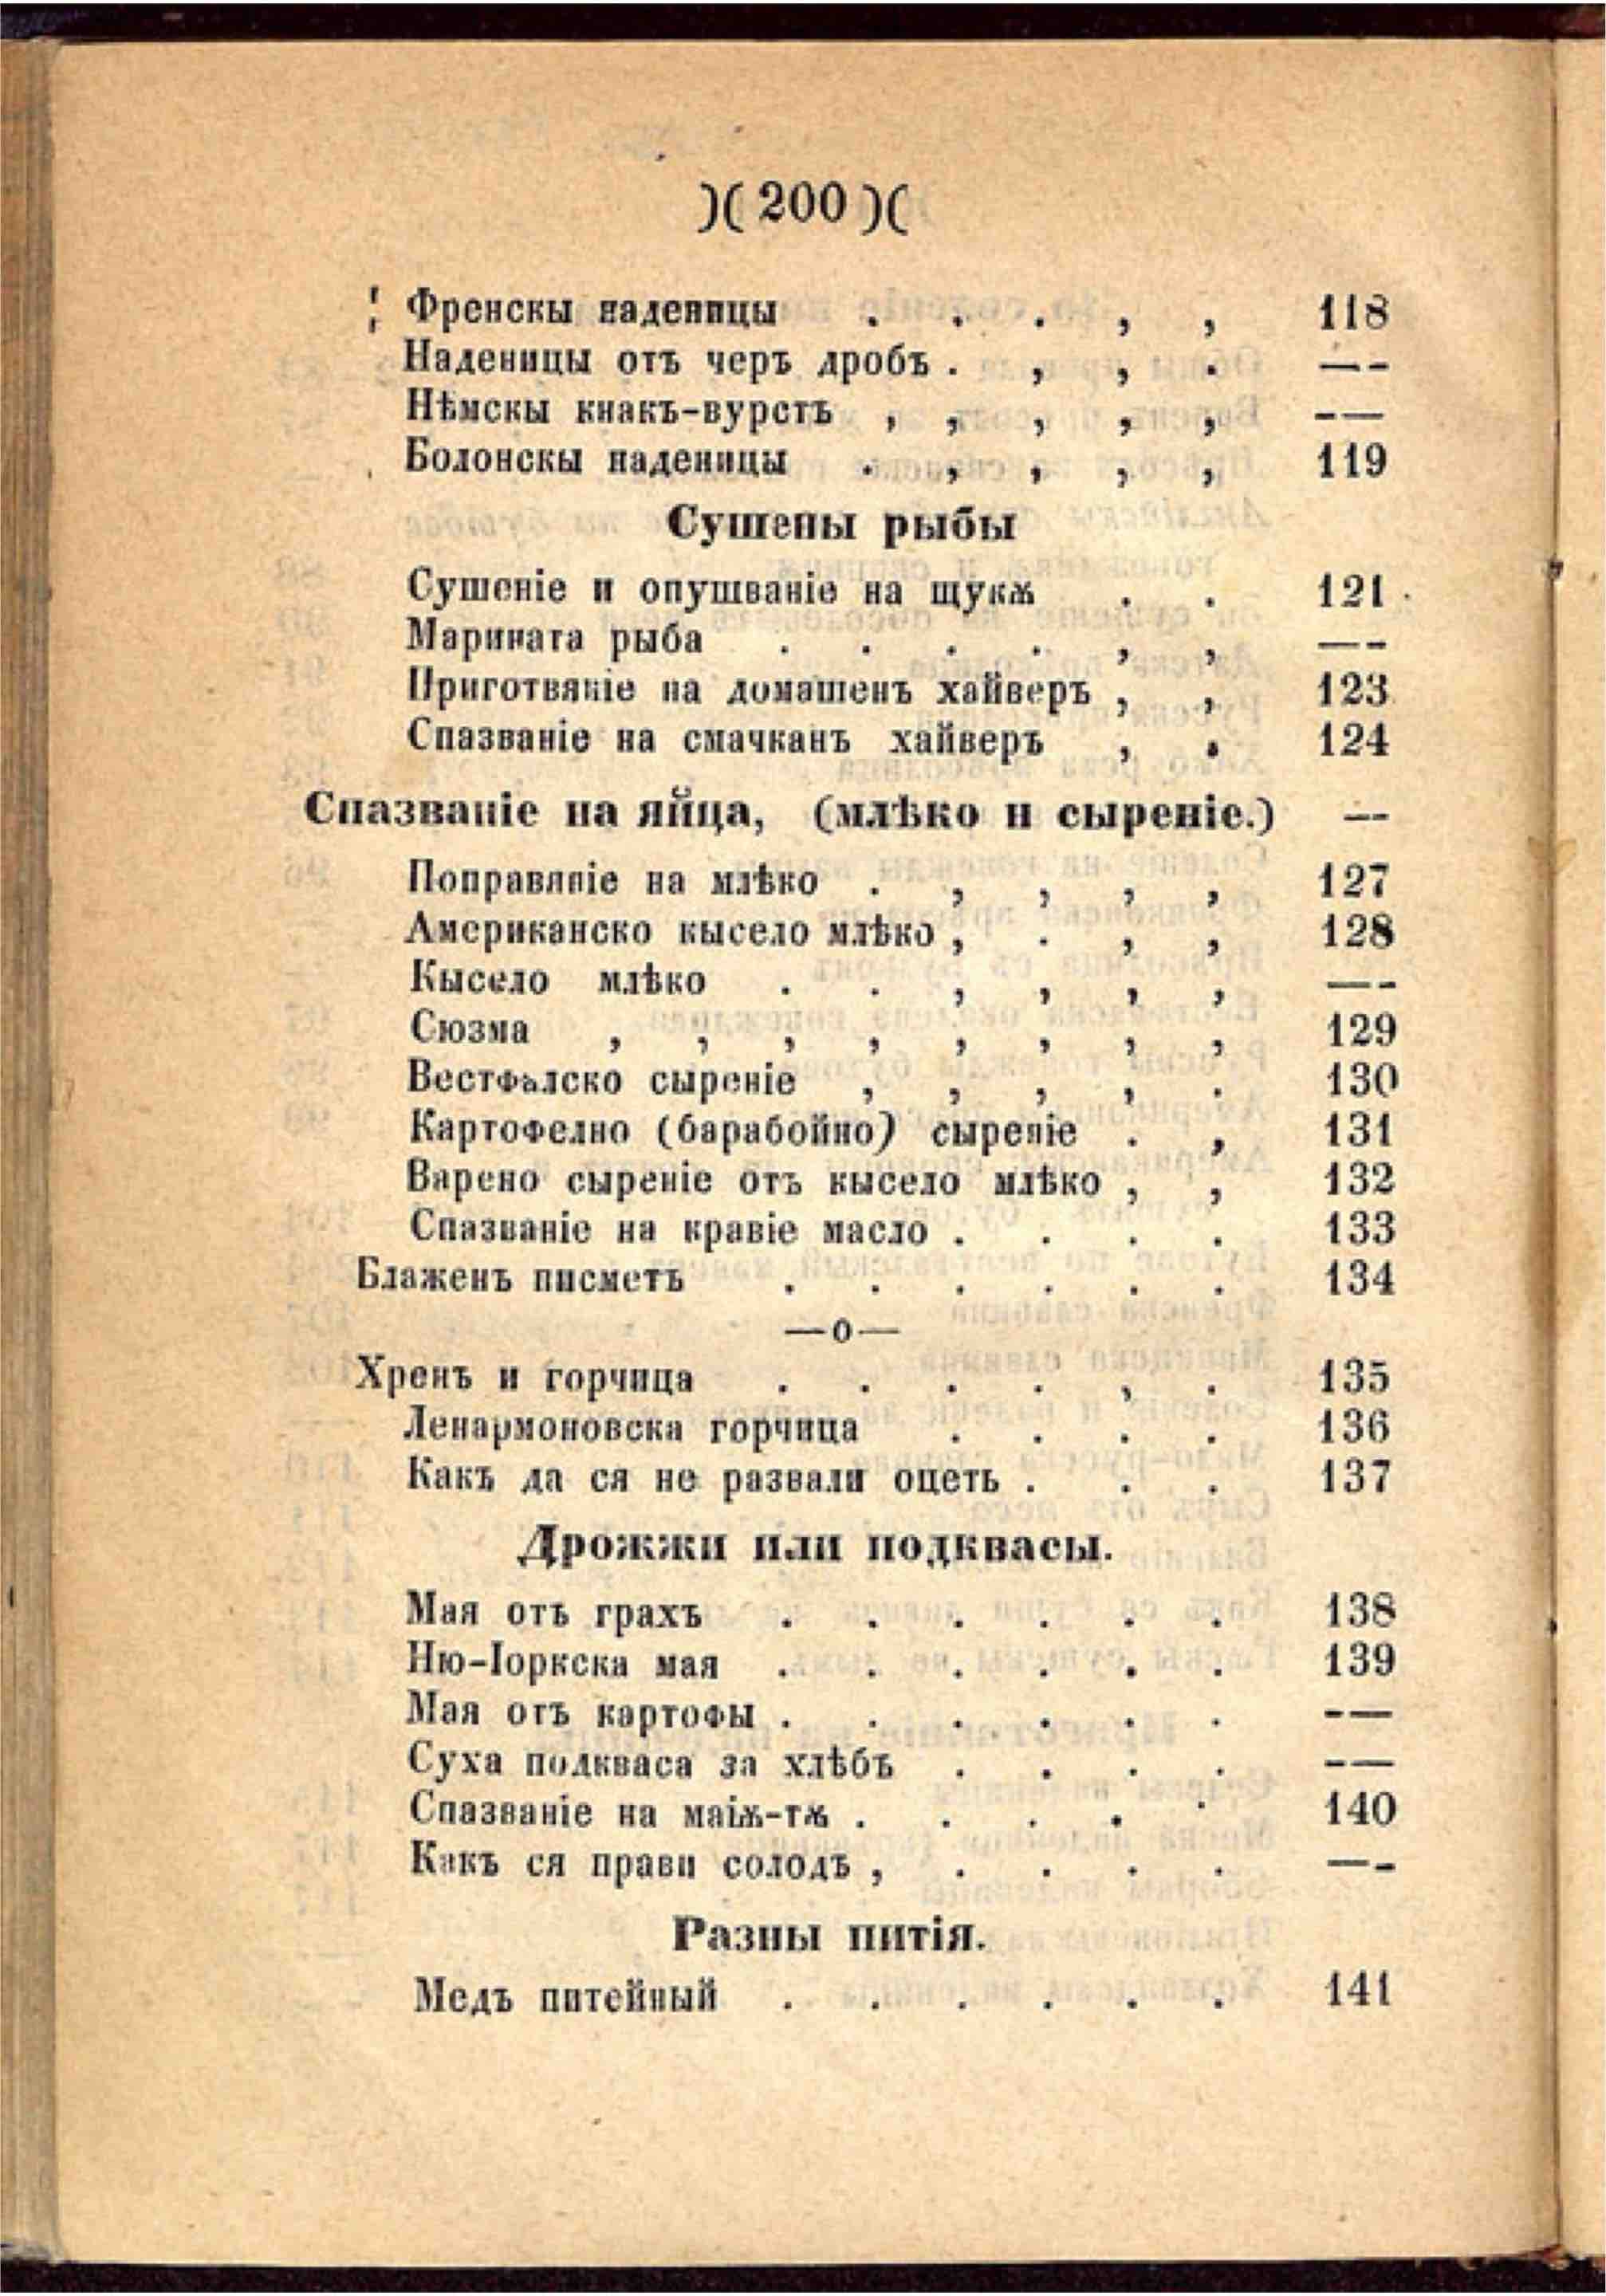 )( 200 )(
Френскы наденицы . . . , , 118
Наденицы отъ черъ дробъ . , , . — -
Нѣмскы кнакъ-вурстъ , , , , , - —
Болонскы наденицы . , , , , 119
Сушены рыбы
Сушеніе и опушваніе на щукѫ . . 121
Марината рыба . . . . , , — -
Приготвяніе на домашенъ хайверъ , , 123
Спазваніе на смачканъ хайверъ , . 124
Спазваніе на яйца, (млѣко и сыреніе.) — -
Поправяніе на млѣко . , , , , 127
Американско кысело млѣко , . , , 128
Кысело млѣко . . , , , , — -
Сюзма , , , , , , , , 129
Вестфалско сыреніе , , , , . 130
Картофелно (барабойно) сыреніе . , 131
Варено сыреніе отъ кысело млѣко , , 132
Спазваніе на кравіе масло . . . . 133
Блаженъ писметь . . . . . . 134
—о—
Хренъ и горчица . . . . , . 135
Ленармоновска горчица . . . . 136
Какъ да ся не развали оцеть . . . 137
Дрожжи или подквасы.
Мая отъ грахъ . . . . . . 138
Ню-Іоркска мая . . . . . . 139
Мая отъ картофы . . . . . . - —
Суха подкваса за хлѣбъ . . . . - —
Спазваніе на маіѭ-тѫ . . . . . 140
Какъ ся прави солодъ , . . . . — -
Разны питія.
Медъ питейный . . . . . . 141